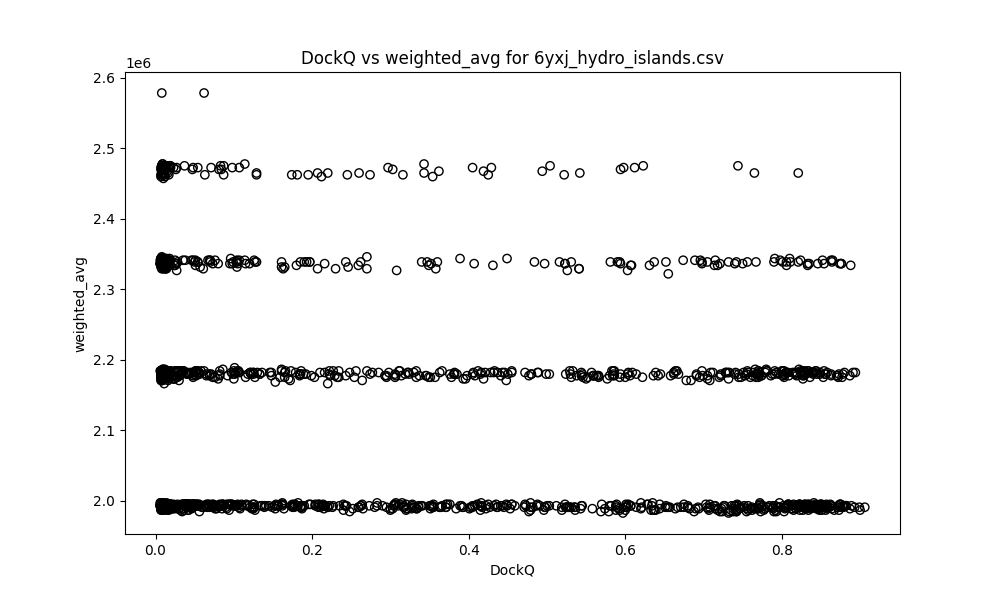 DockQ vs weighted_avg for 6yxj_hydro_islands.csv
1e6
2.6
2.5
2.4
2.3
2.2
2.1
2.0
weighted_avg
0.0 0.2 0.4 0.6 0.8
DockQ